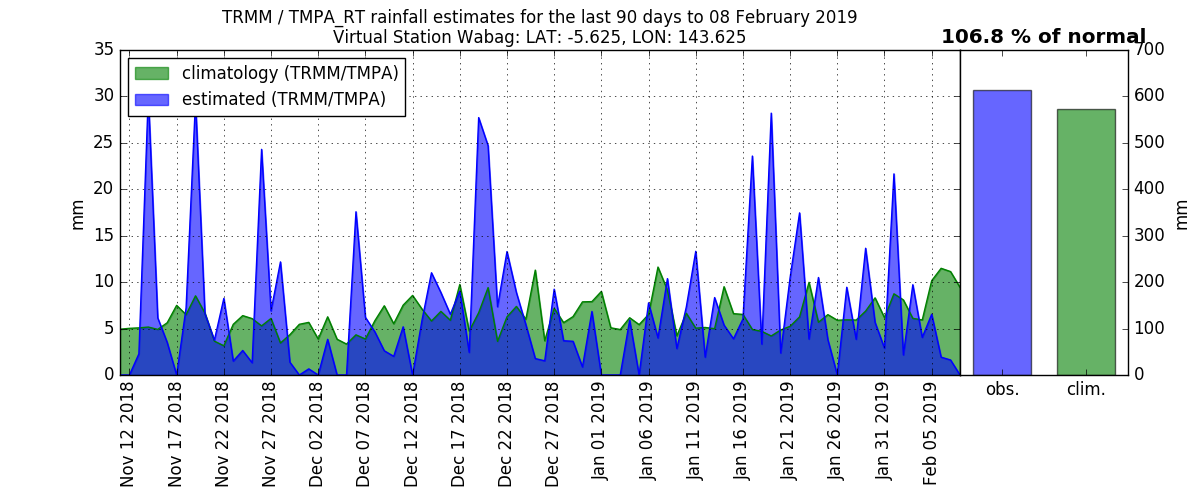 TRMM / TMPA_RT rainfall estimates for the last 90 days to 08 February 2019
Virtual Station Wabag: LAT: -5.625, LON: 143.625
106.8 % of normal
climatology (TRMM/TMPA)
estimated (TRMM/TMPA)
35
30
25
20
15
10
5
0
mm
700
600
500
400
300
200
100
0
mm
Nov 12 2018
Nov 17 2018
Nov 22 2018
Nov 27 2018
Dec 02 2018
Dec 07 2018
Dec 12 2018
Dec 17 2018
Dec 22 2018
Dec 27 2018
Jan 01 2019
Jan 06 2019
Jan 11 2019
Jan 16 2019
Jan 21 2019
Jan 26 2019
Jan 31 2019
Feb 05 2019
obs.
clim.